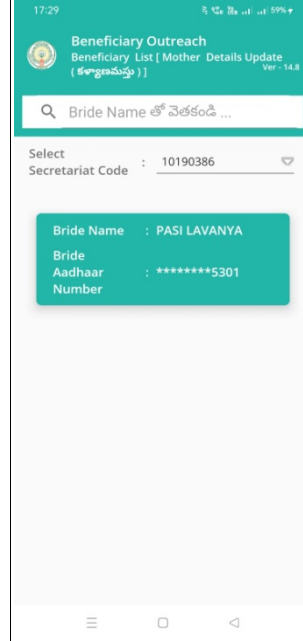 17:29
59%
Beneficiary Outreach
Beneficiary List [ Mother Details Update
( కళ్యాణమస్తు ) ]
Ver - 14.8
Bride Name తో వెతకండి ...
Select
Secretariat Code : 10190386
Bride Name : PASI LAVANYA
Bride
Aadhaar : ********5301
Number